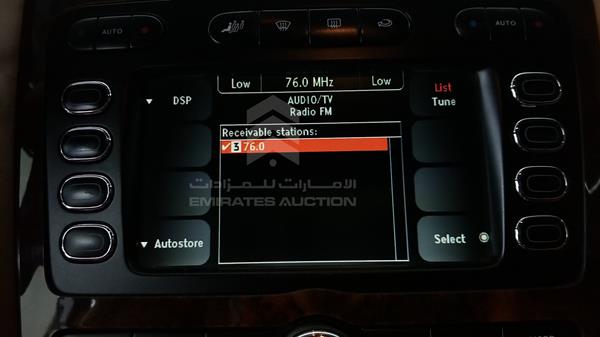 AUTO
AUTO
Low 76.0 MHz Low
DSP
AUDIO/TV
Radio FM
List
Tune
Receivable stations:
✔ 3 76.0
الامارات للمزادات
EMIRATES AUCTION
Autostore
Select